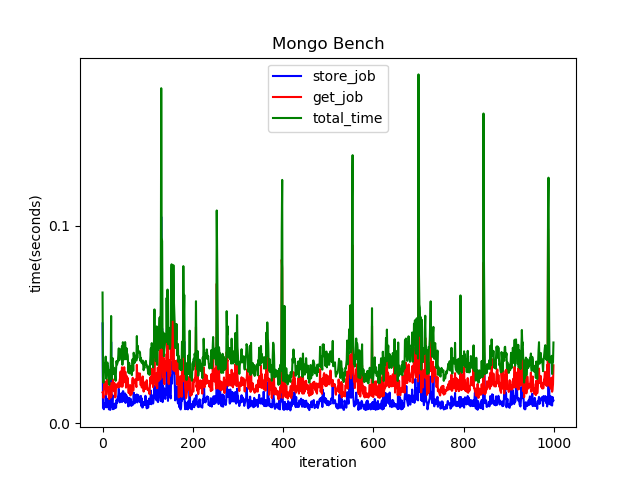 Mongo Bench
store_job
get_job
total_time
time(seconds)
0.1
0.0
0
200
400
600
800
1000
iteration